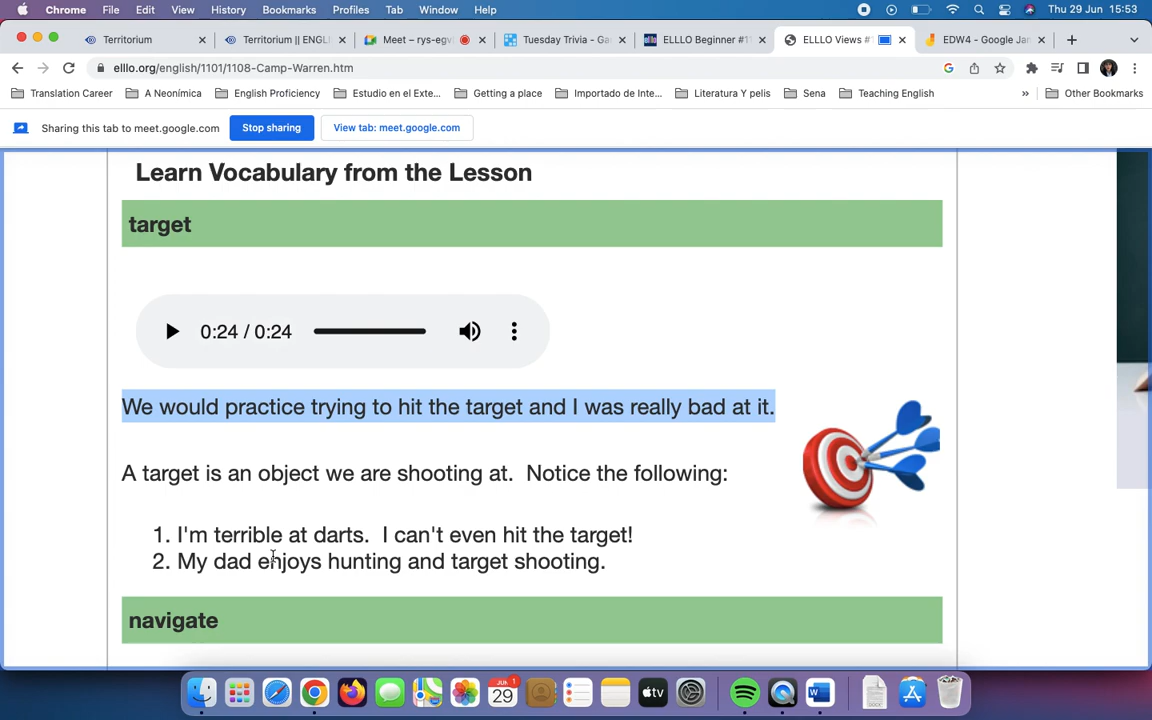 Chrome File Edit View History Bookmarks Profiles Tab Window Help Thu 29 Jun 15:53
Territorium Territorium || ENGL Meet – rys-egv Tuesday Trivia - Ga ELLLO Beginner #1 ELLLO Views # EDW4 - Google Ja
elllo.org/english/1101/1108-Camp-Warren.htm
Translation Career A Neonímica English Proficiency Estudio en el Exte... Getting a place Importado de Inte... Literatura Y pelis Sena Teaching English » Other Bookmarks
Sharing this tab to meet.google.com Stop sharing View tab: meet.google.com
Learn Vocabulary from the Lesson
target
0:24 / 0:24
We would practice trying to hit the target and I was really bad at it.
A target is an object we are shooting at. Notice the following:
1. I'm terrible at darts. I can't even hit the target!
2. My dad enjoys hunting and target shooting.
navigate
29
tv